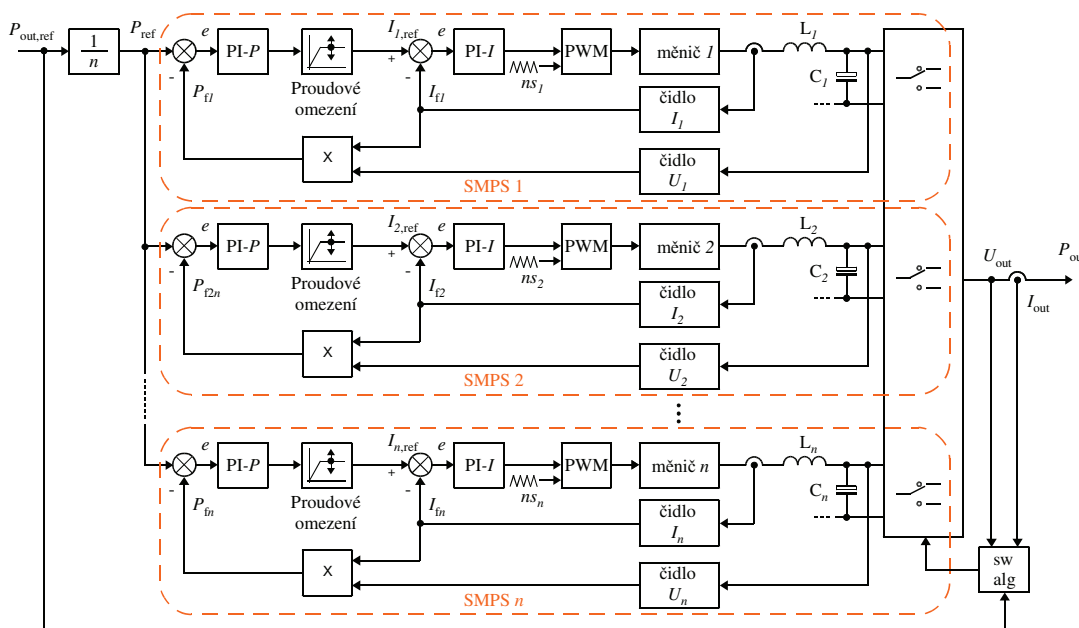 P_out,ref
1
n
P_ref
e
PI-P
Proudové
omezení
I_1,ref
+
-
e
PI-I
ns_1
PWM
měnič 1
L_1
C_1
-
P_f1
I_f1
čidlo
I_1
X
čidlo
U_1
SMPS 1
e
PI-P
Proudové
omezení
I_2,ref
+
-
e
PI-I
ns_2
PWM
měnič 2
L_2
C_2
-
P_f2n
I_f2
čidlo
I_2
X
čidlo
U_2
SMPS 2
U_out
P_ou
I_out
e
PI-P
Proudové
omezení
I_n,ref
+
-
e
PI-I
ns_n
PWM
měnič n
L_n
C_n
-
P_fn
I_fn
čidlo
I_n
X
čidlo
U_n
SMPS n
sw
alg